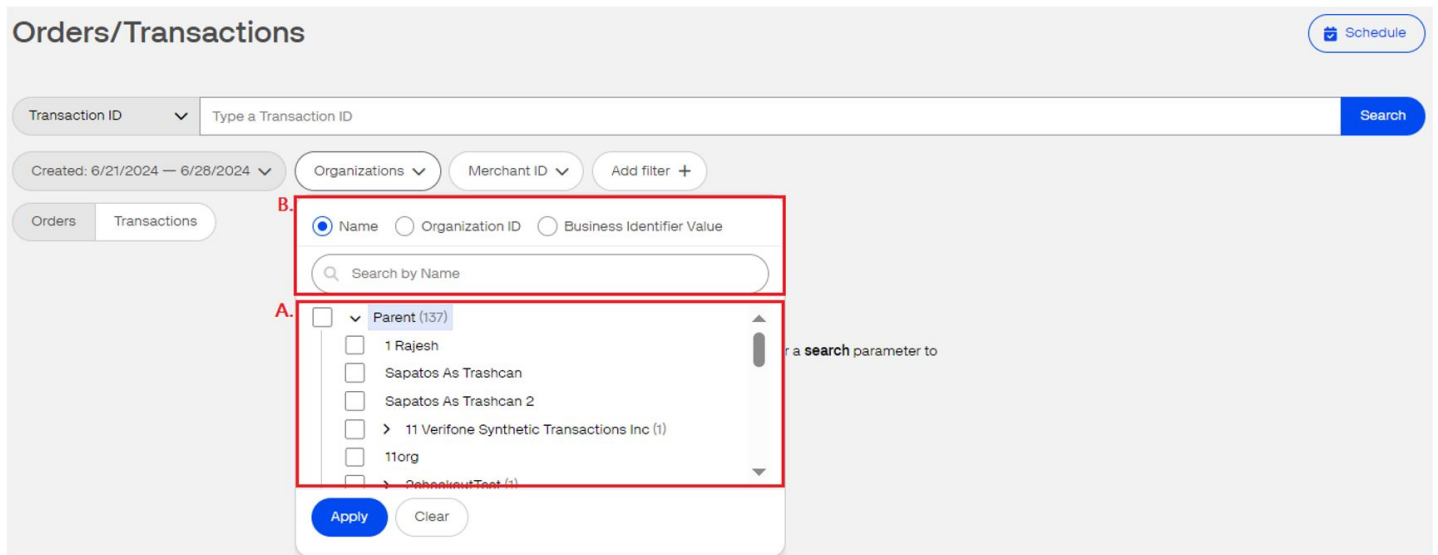 Orders/Transactions
Schedule
Transaction ID
Type a Transaction ID
Search
Created: 6/21/2024 — 6/28/2024
Organizations
Merchant ID
Add filter +
Orders
Transactions
B.
Name
Organization ID
Business Identifier Value
Search by Name
A.
Parent (137)
1 Rajesh
r a search parameter to
Sapatos As Trashcan
Sapatos As Trashcan 2
11 Verifone Synthetic Transactions Inc (1)
11org
2checkoutTest (1)
Apply
Clear